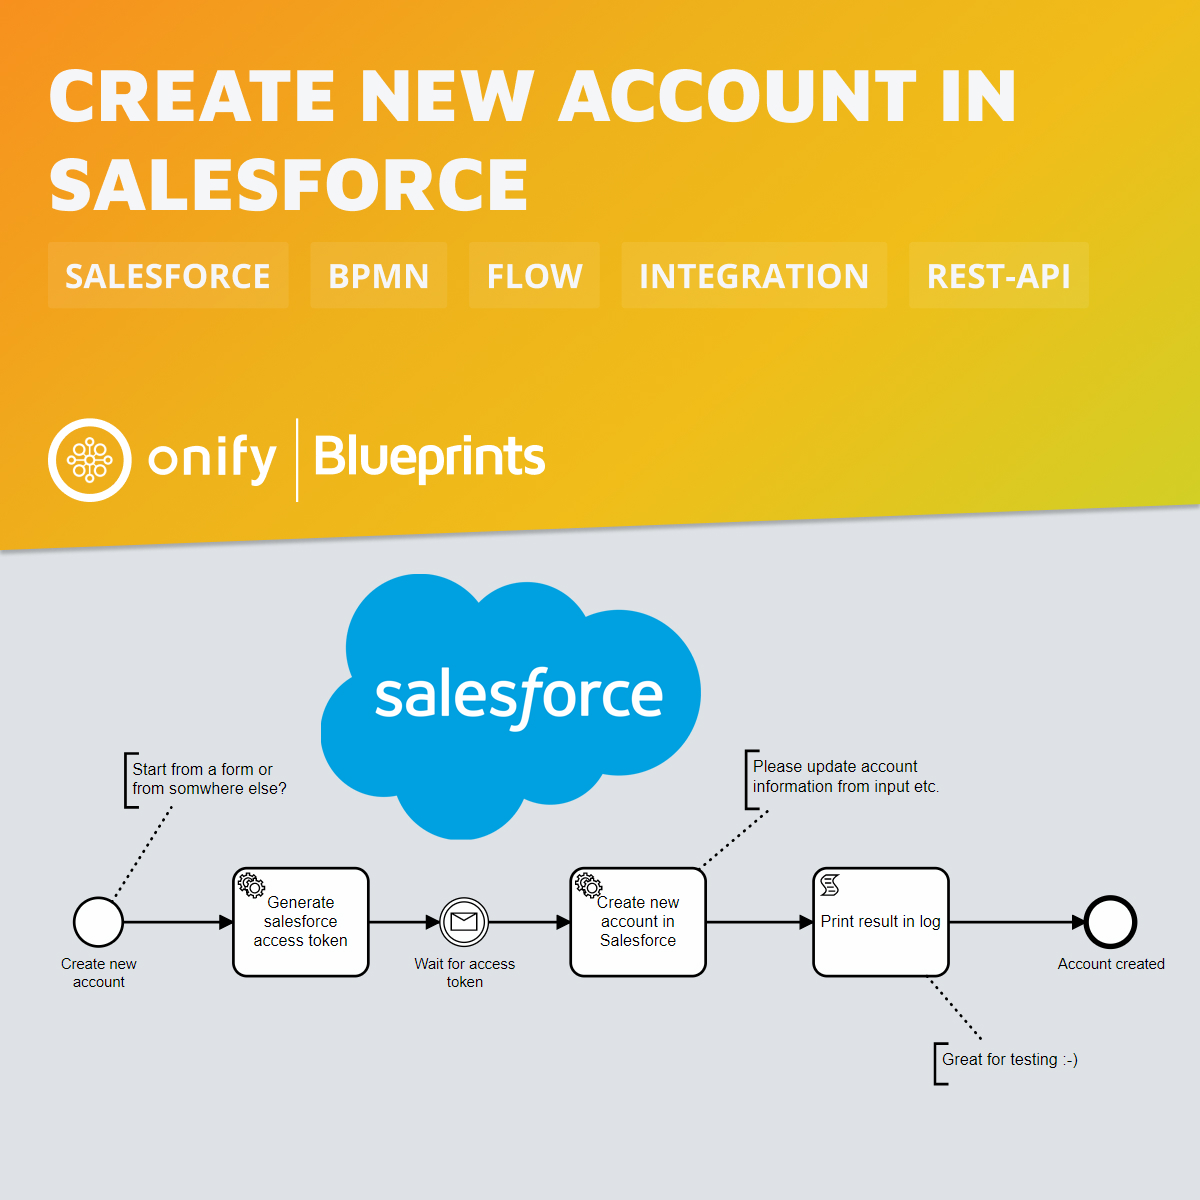 CREATE NEW ACCOUNT IN
SALESFORCE
SALESFORCE BPMN FLOW INTEGRATION REST-API
onify Blueprints
salesforce
Start from a form or
from somwhere else?
Please update account
information from input etc.
Create new
account
Generate
salesforce
access token
Wait for access
token
Create new
account in
Salesforce
Print result in log
Account created
Great for testing :-)